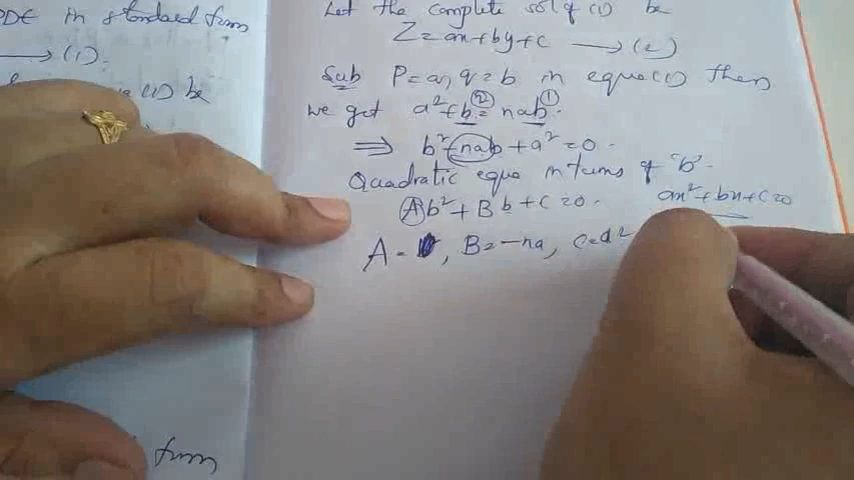 PDE in standard form
→ (1).
(1) be
form
Let the complete sol of (1) be
Z = ax + by + c → (2)
Sub P = a, q = b in equa (1) then
we get a² + b² = nab.
⇒ b² - nab + a² = 0.
Quadratic equa in terms of "b".
Ab² + Bb + C = 0. ax² + bx + c = 0
A = , B = -na, C = a²